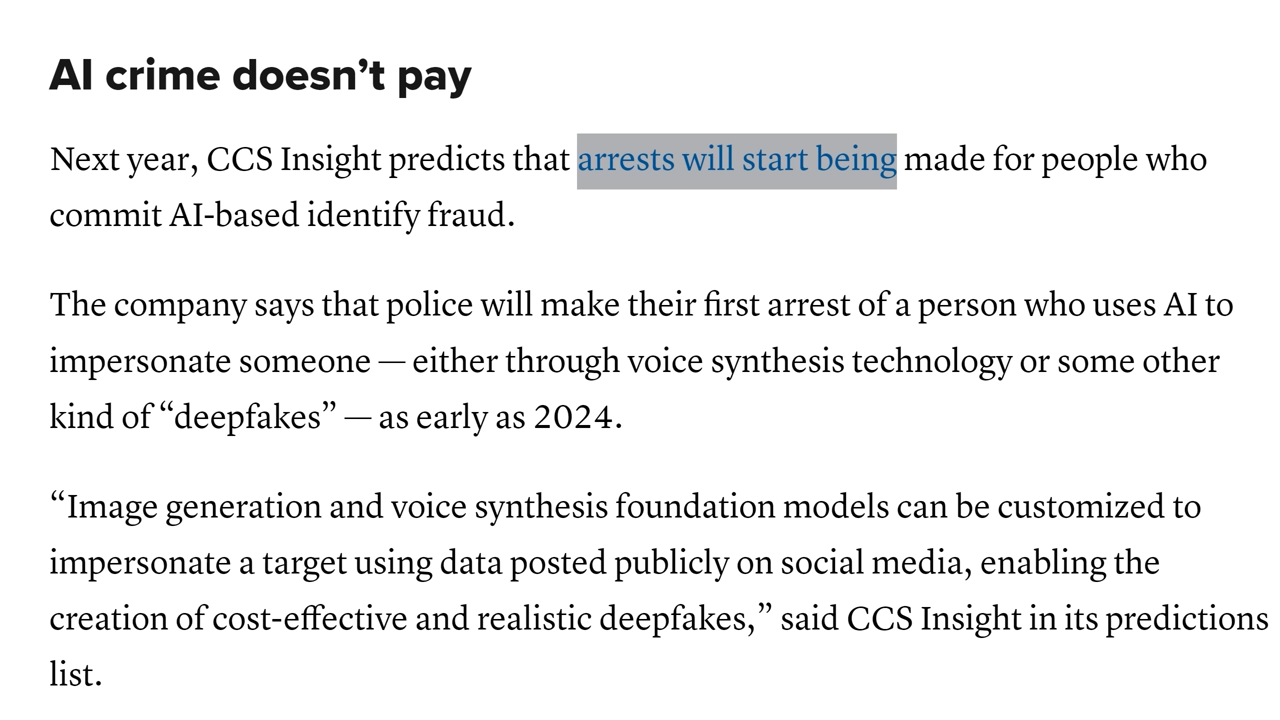 AI crime doesn’t pay
Next year, CCS Insight predicts that arrests will start being made for people who
commit AI-based identify fraud.
The company says that police will make their first arrest of a person who uses AI to
impersonate someone — either through voice synthesis technology or some other
kind of “deepfakes” — as early as 2024.
“Image generation and voice synthesis foundation models can be customized to
impersonate a target using data posted publicly on social media, enabling the
creation of cost-effective and realistic deepfakes,” said CCS Insight in its predictions
list.